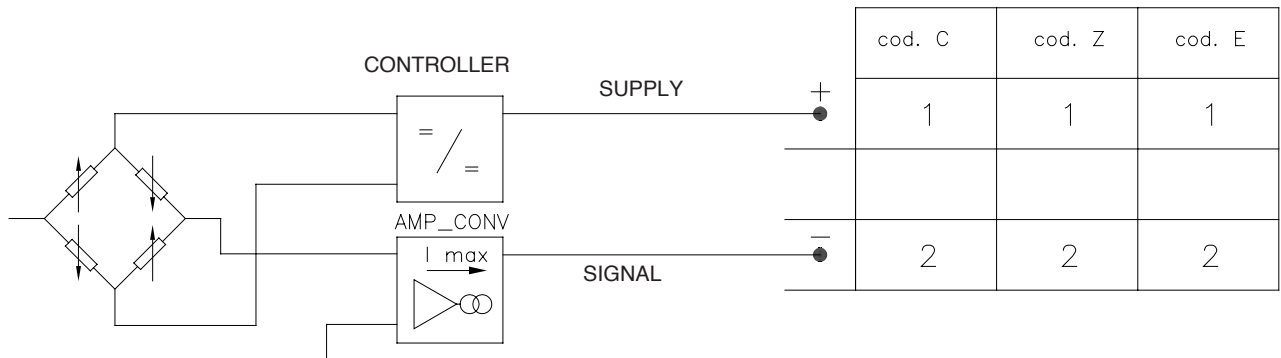 CONTROLLER
SUPPLY
+
=
/
=
AMP_CONV
I max
SIGNAL
−
cod. C cod. Z cod. E
1 1 1
2 2 2